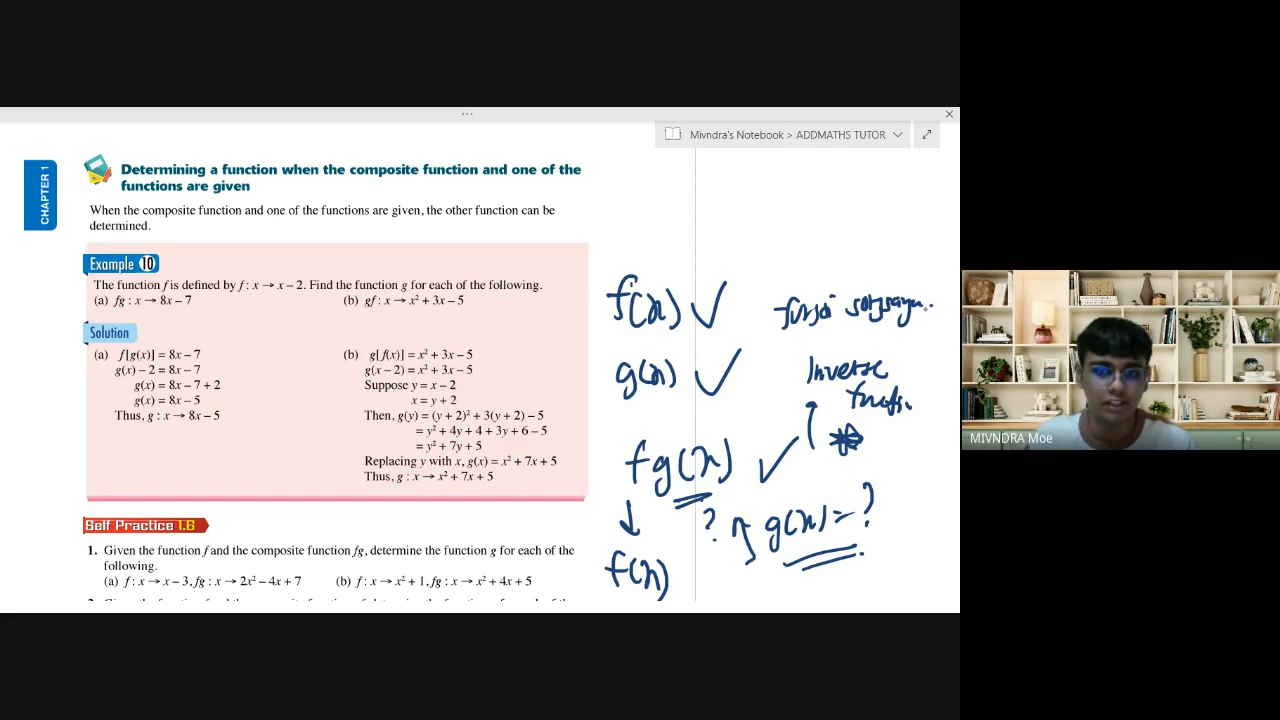 Mivndra's Notebook > ADDMATHS TUTOR
CHAPTER 1
Determining a function when the composite function and one of the
functions are given
When the composite function and one of the functions are given, the other function can be
determined.
Example 10
The function f is defined by f : x → x – 2. Find the function g for each of the following.
(a) fg : x → 8x – 7 (b) gf : x → x² + 3x – 5
Solution
(a) f[g(x)] = 8x – 7
g(x) – 2 = 8x – 7
g(x) = 8x – 7 + 2
g(x) = 8x – 5
Thus, g : x → 8x – 5
(b) g[f(x)] = x² + 3x – 5
g(x – 2) = x² + 3x – 5
Suppose y = x – 2
x = y + 2
Then, g(y) = (y + 2)² + 3(y + 2) – 5
= y² + 4y + 4 + 3y + 6 – 5
= y² + 7y + 5
Replacing y with x, g(x) = x² + 7x + 5
Thus, g : x → x² + 7x + 5
Self Practice 1.6
1. Given the function f and the composite function fg, determine the function g for each of the
following.
(a) f : x → x – 3, fg : x → 2x² – 4x + 7 (b) f : x → x² + 1, fg : x → x² + 4x + 5
f(x) ✓
g(x) ✓
Inverse
fg(x) ✓
? g(x) = ?
f(x)
MIVNDRA Moe